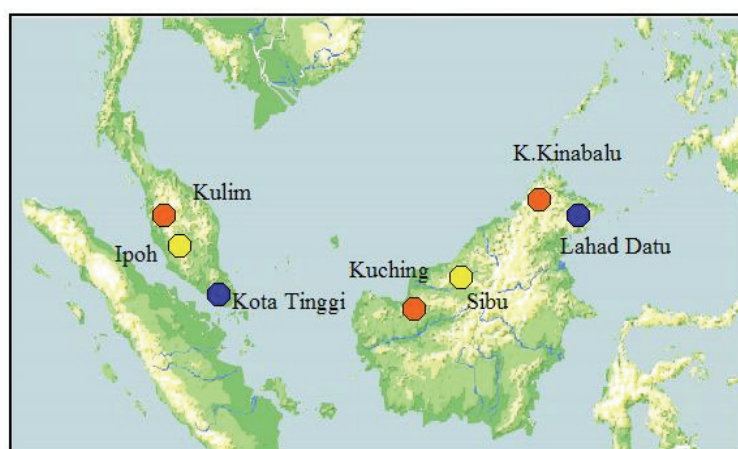 K.Kinabalu
Kulim
Lahad Datu
Ipoh
Kuching
Kota Tinggi
Sibu